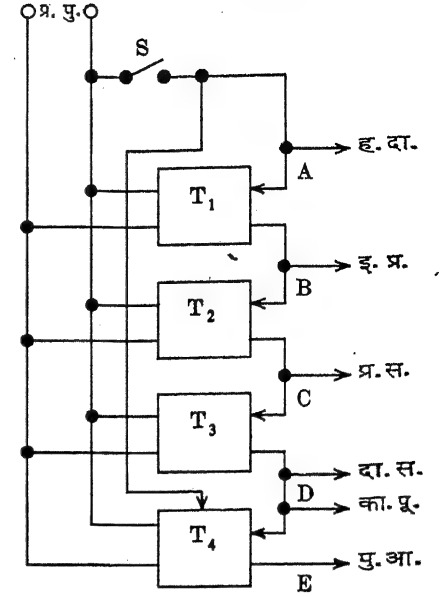 प्र. पु.
S
ह. दा.
A
T1
इ. प्र.
B
T2
प्र. स.
C
T3
दा. स.
D
का. पू.
T4
पु. आ.
E